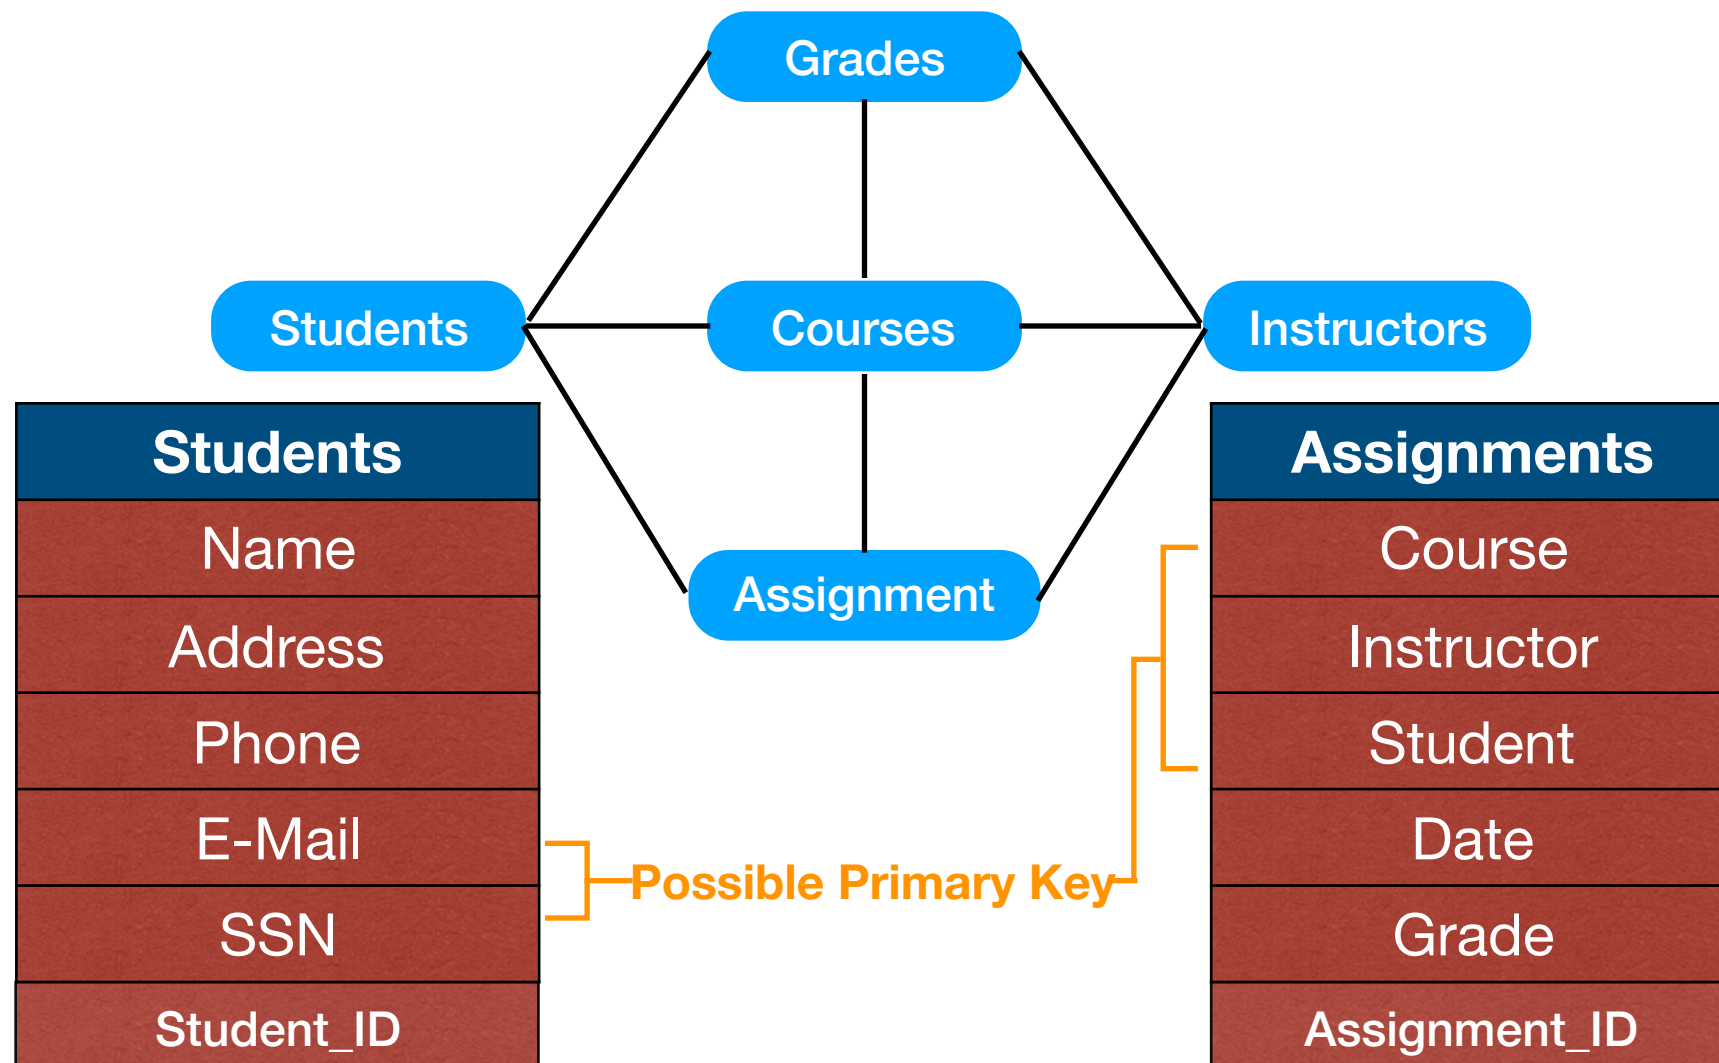 Grades
Students
Courses
Instructors
Assignment
Students
Name
Address
Phone
E-Mail
SSN
Student_ID
Possible Primary Key
Assignments
Course
Instructor
Student
Date
Grade
Assignment_ID